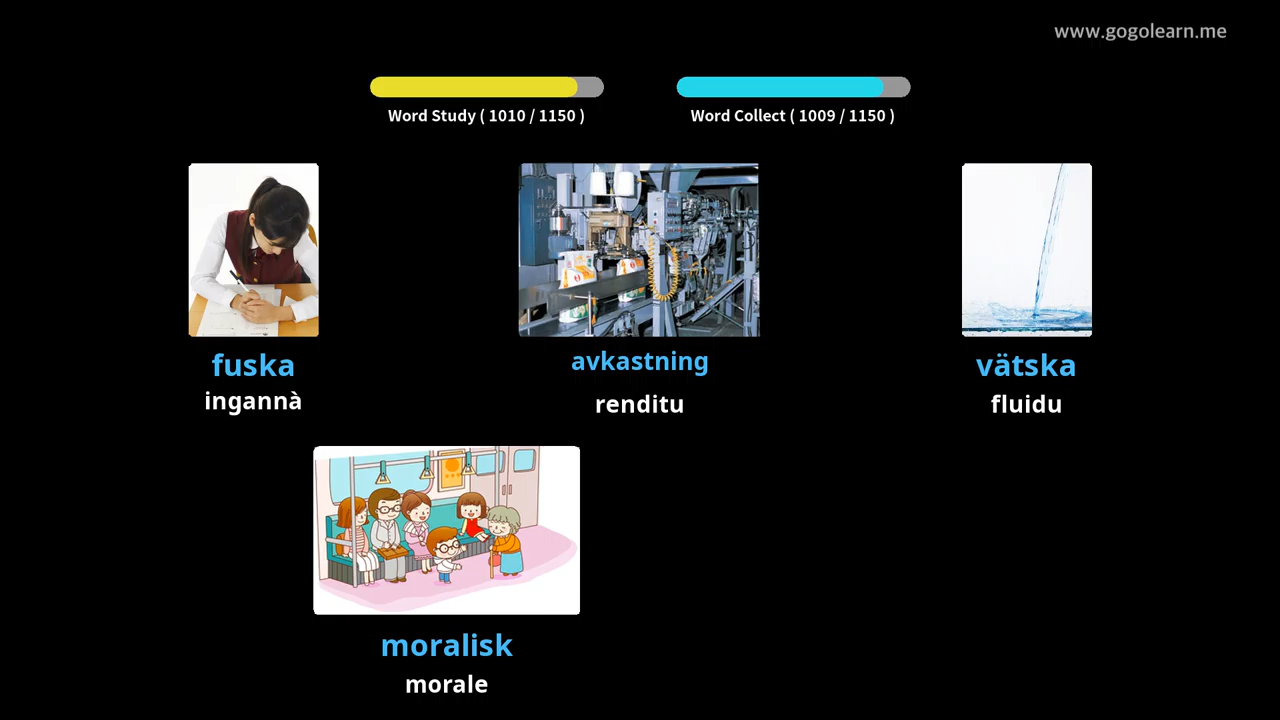 www.gogolearn.me
Word Study ( 1010 / 1150 )
Word Collect ( 1009 / 1150 )
fuska
ingannà
avkastning
renditu
vätska
fluidu
moralisk
morale